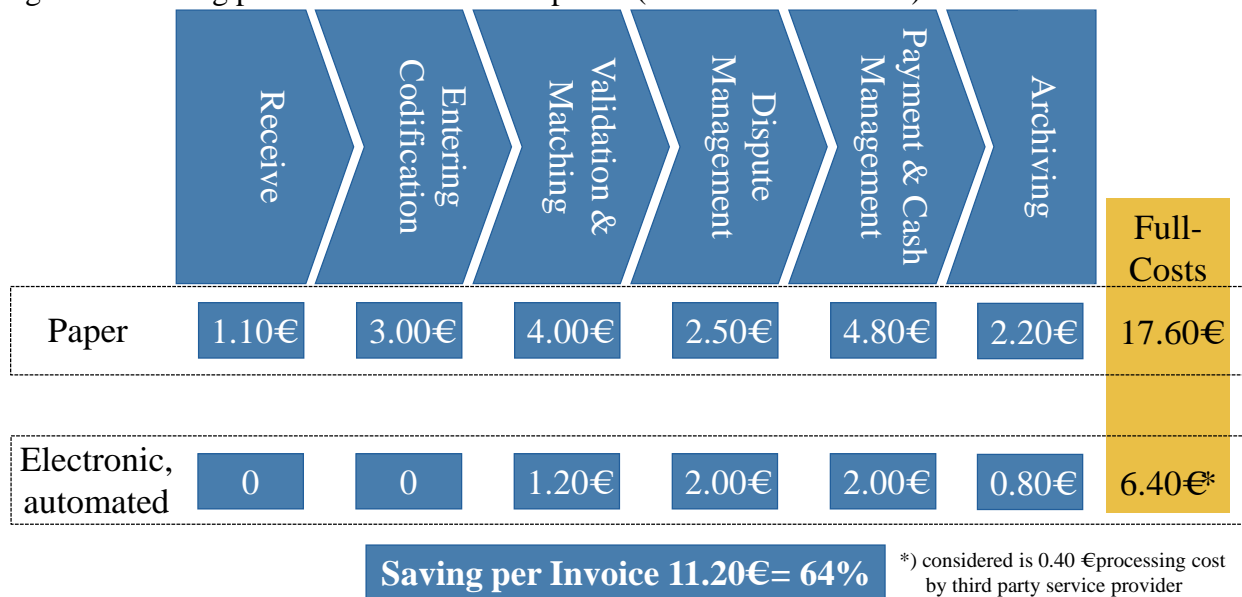 Receive
Entering
Codification
Validation &
Matching
Dispute
Management
Payment & Cash
Management
Archiving
Full-
Costs
Paper
1.10€
3.00€
4.00€
2.50€
4.80€
2.20€
17.60€
Electronic,
automated
0
0
1.20€
2.00€
2.00€
0.80€
6.40€*
Saving per Invoice 11.20€= 64%
*) considered is 0.40 €processing cost
by third party service provider